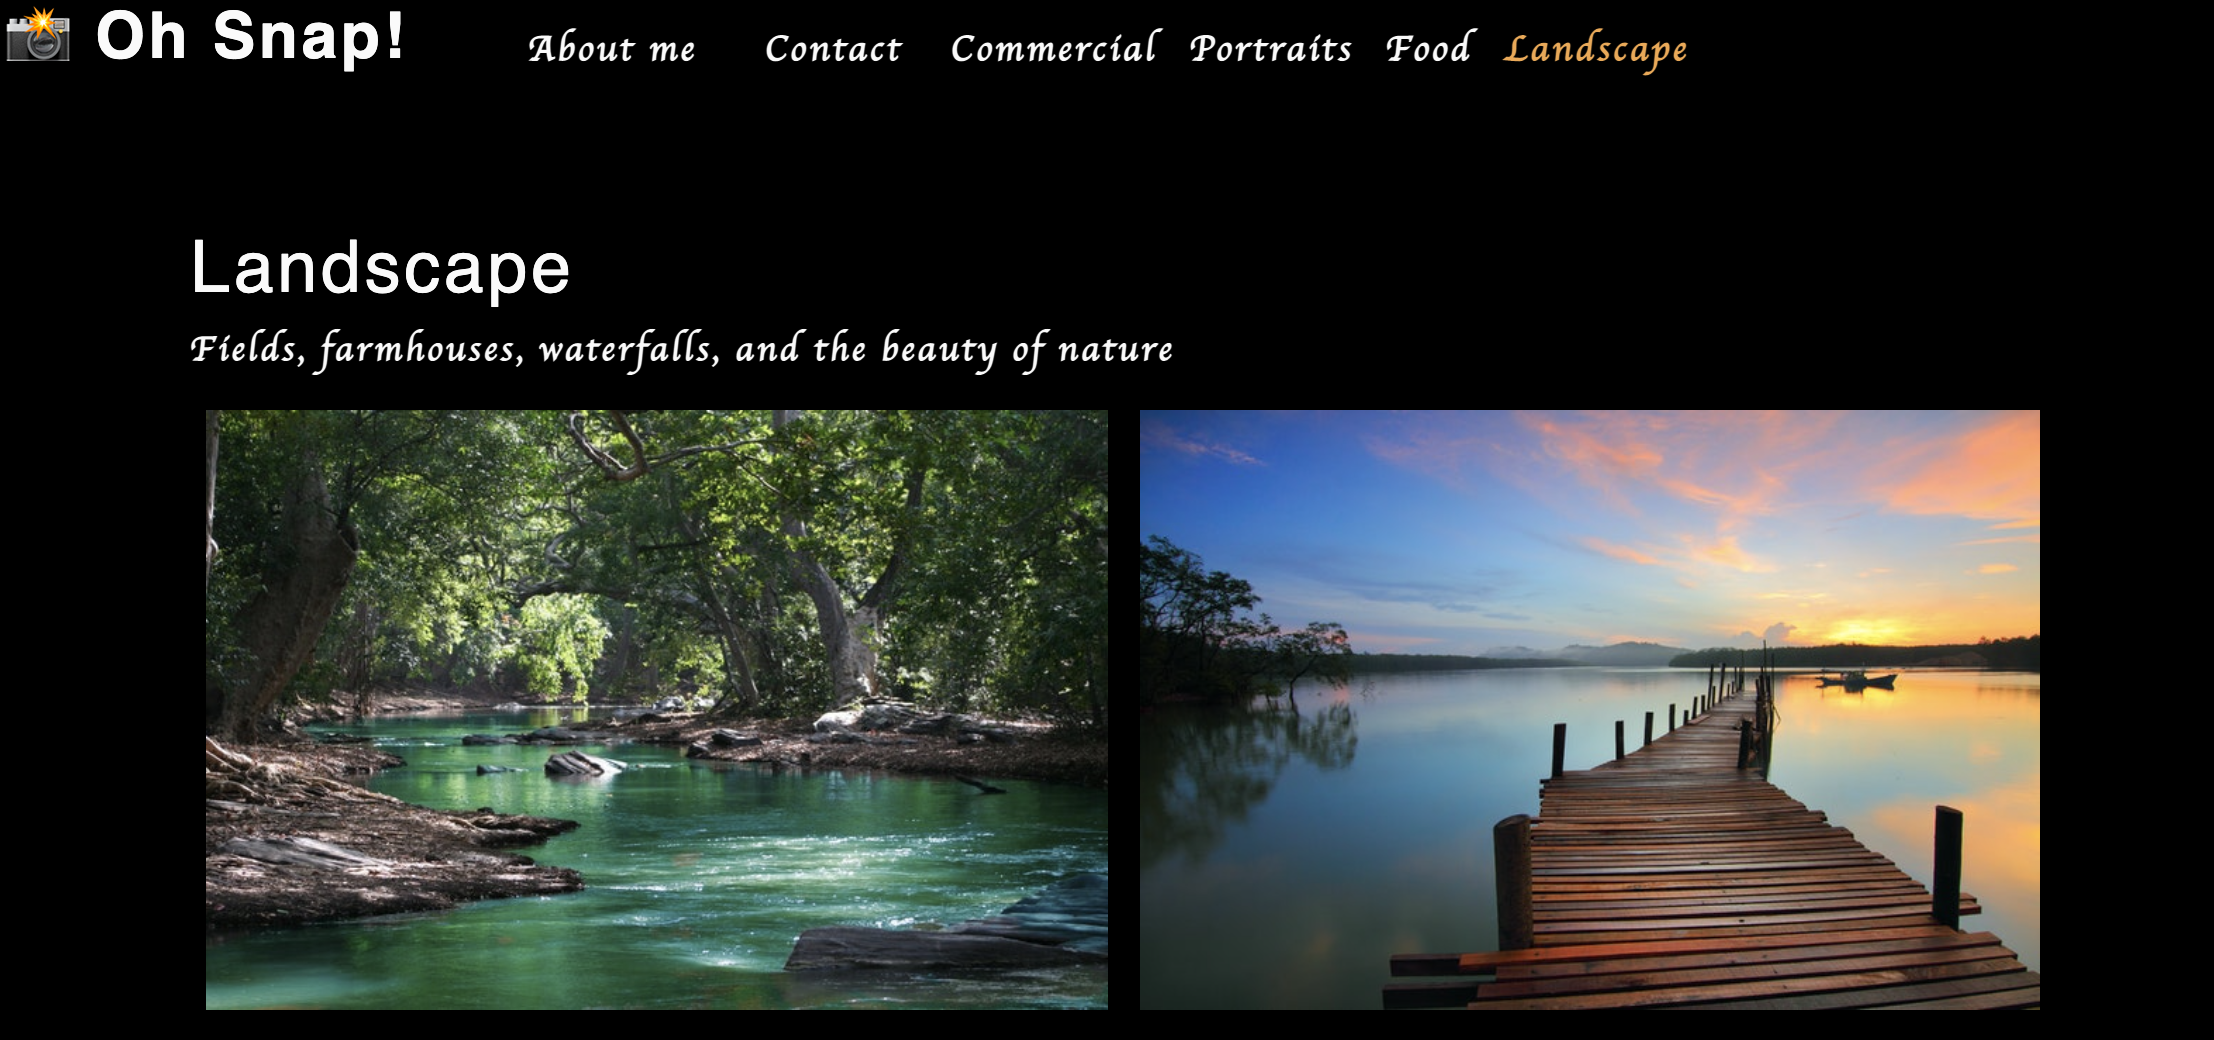 Oh Snap! About me Contact Commercial Portraits Food Landscape
Landscape
Fields, farmhouses, waterfalls, and the beauty of nature